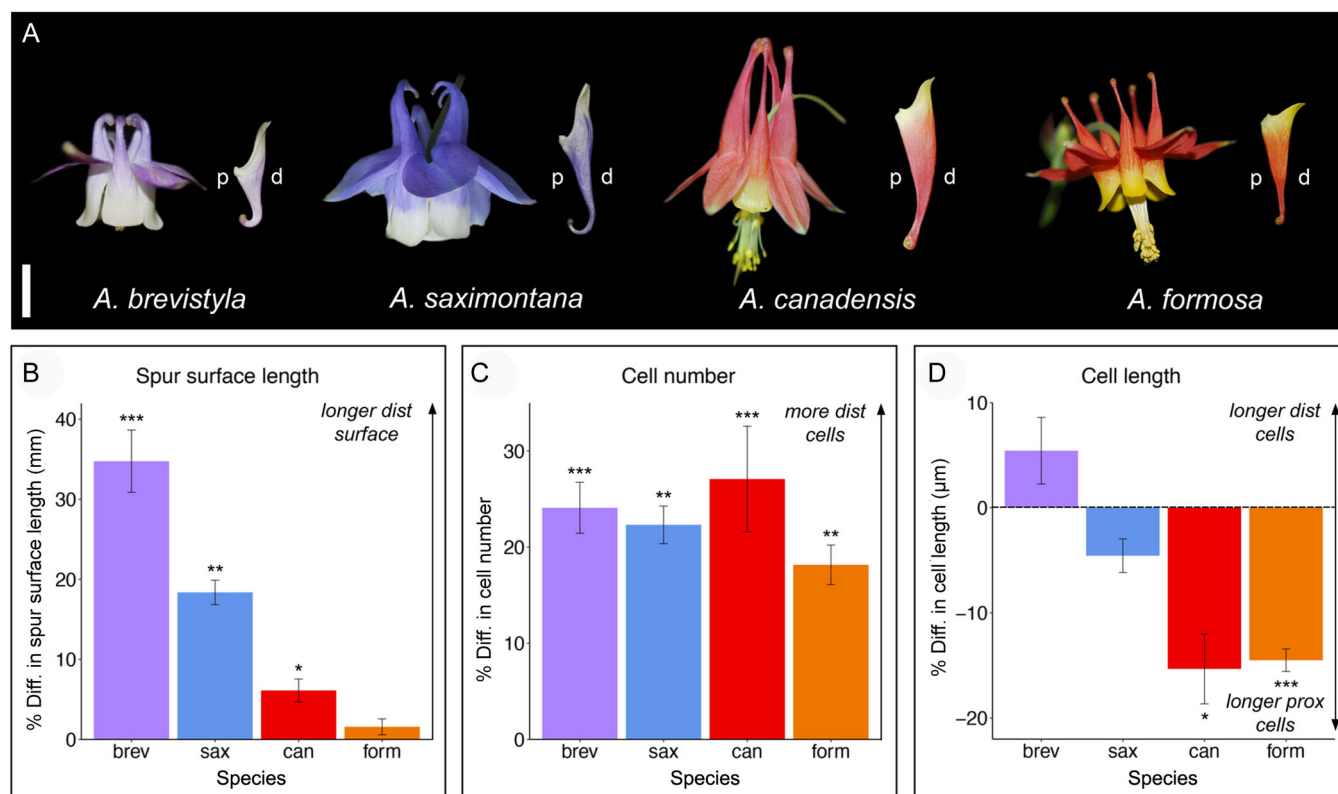 A
p d
p d
p d
p d
A. brevistyla
A. saximontana
A. canadensis
A. formosa
B
Spur surface length
longer dist
surface
% Diff. in spur surface length (mm)
40
30
20
10
0
***
**
*
brev sax can form
Species
C
Cell number
more dist
cells
% Diff. in cell number
30
20
10
0
***
**
***
**
brev sax can form
Species
D
Cell length
longer dist
cells
% Diff. in cell length (μm)
10
0
−10
−20
*
***
longer prox
cells
brev sax can form
Species